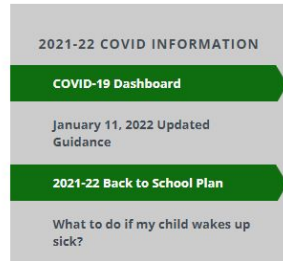 2021-22 COVID INFORMATION
COVID-19 Dashboard
January 11, 2022 Updated
Guidance
2021-22 Back to School Plan
What to do if my child wakes up
sick?